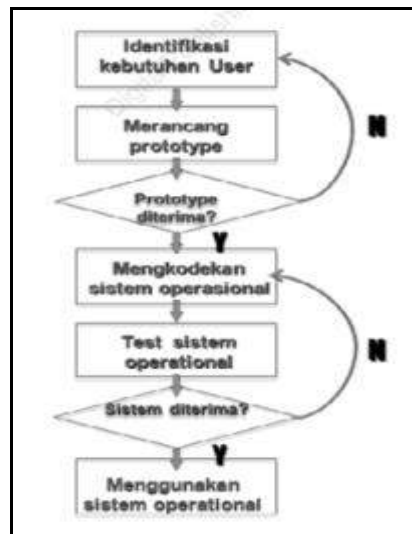 Identifikasi
kebutuhan User
Merancang
prototype
N
Prototype
diterima?
Y
Mengkodekan
sistem operasional
Test sistem
operational
N
Sistem diterima?
Y
Menggunakan
sistem operational